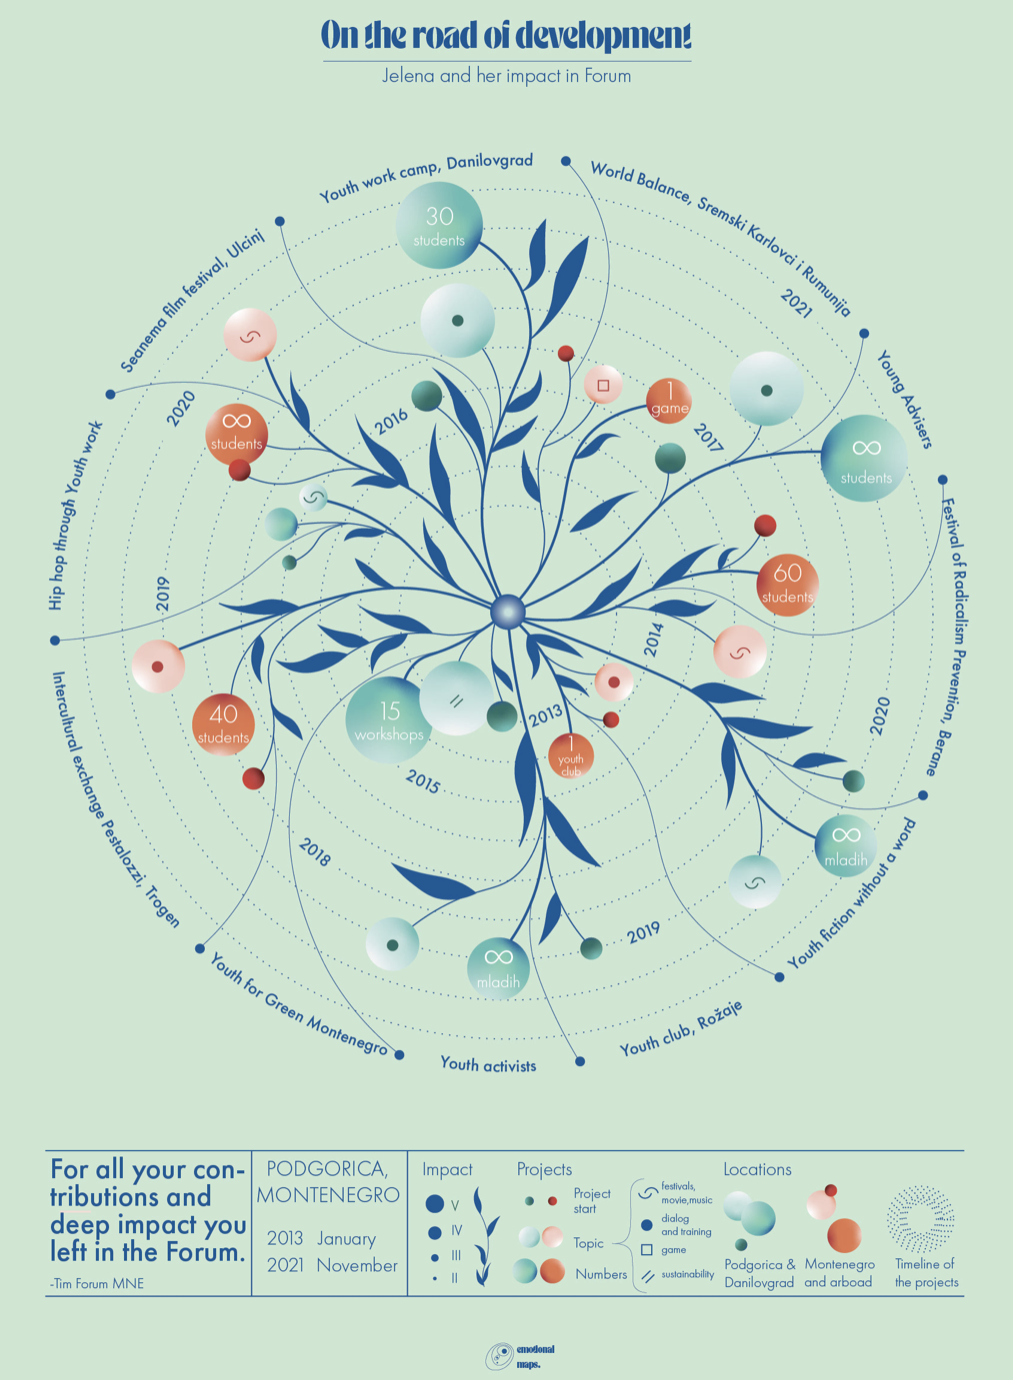 On the road of development
Jelena and her impact in Forum
Youth work camp, Danilovgrad
World Balance, Sremski Karlovci i Rumunija
Seanema film festival, Ulcinj
Young Advisers
Hip hop through Youth work
Festival of Radicalism Prevention, Berane
Intercultural exchange Pestalozzi, Trogen
Youth fiction without a word
Youth for Green Montenegro
Youth activists
Youth club, Rožaje
30
students
2021
2020
2016
∞
students
1
game
2017
∞
students
2019
60
students
2014
40
students
15
workshops
2013
1
youth
club
2015
2020
2018
∞
mladih
∞
mladih
2019
For all your con-
tributions and
deep impact you
left in the Forum.
-Tim Forum MNE
PODGORICA,
MONTENEGRO
2013 January
2021 November
Impact
V
IV
III
II
Projects
Project
start
Topic
Numbers
festivals,
movie,music
dialog
and training
game
sustainability
Locations
Podgorica &
Danilovgrad
Montenegro
and arboad
Timeline of
the projects
emotional
maps.